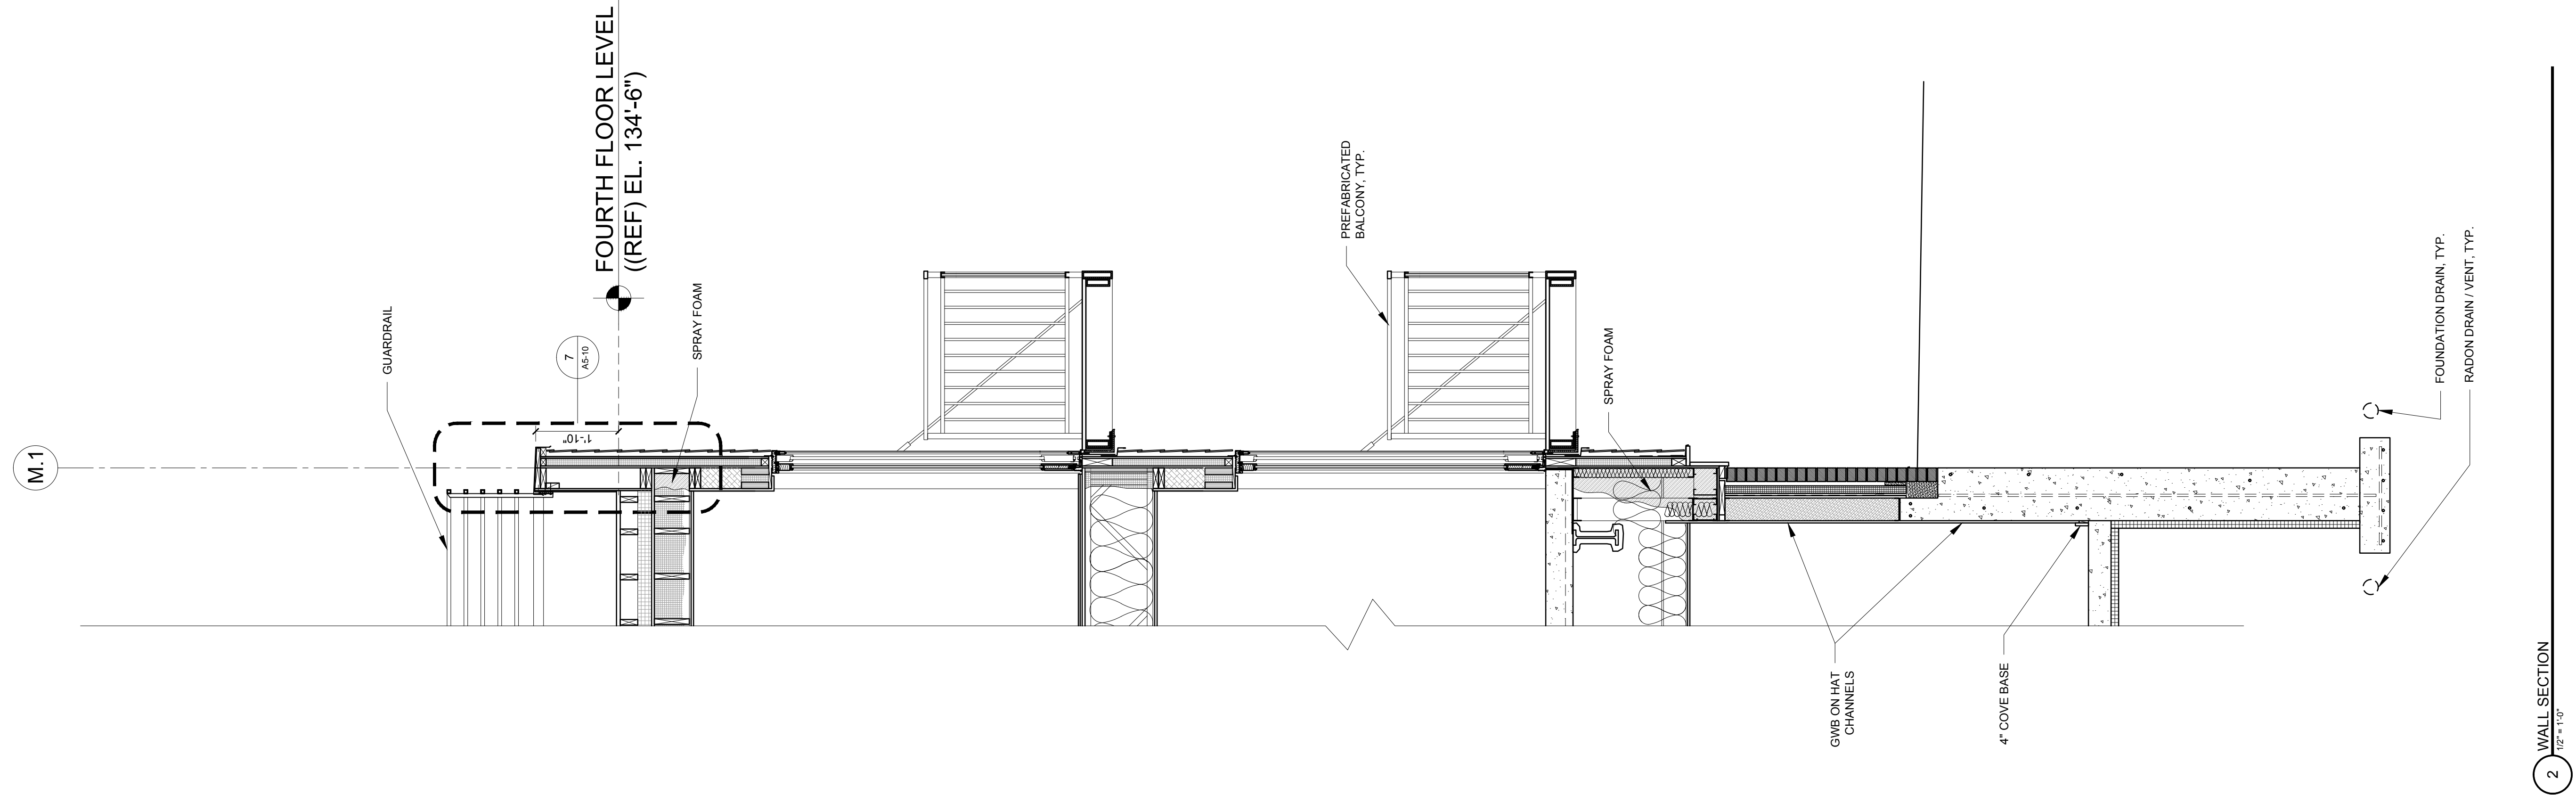 M.1
GUARDRAIL
7
A5-10
1'-10"
FOURTH FLOOR LEVEL
((REF) EL. 134'-6")
SPRAY FOAM
PREFABRICATED
BALCONY, TYP.
SPRAY FOAM
GWB ON HAT
CHANNELS
4" COVE BASE
FOUNDATION DRAIN, TYP.
RADON DRAIN / VENT, TYP.
2
WALL SECTION
1/2" = 1'-0"